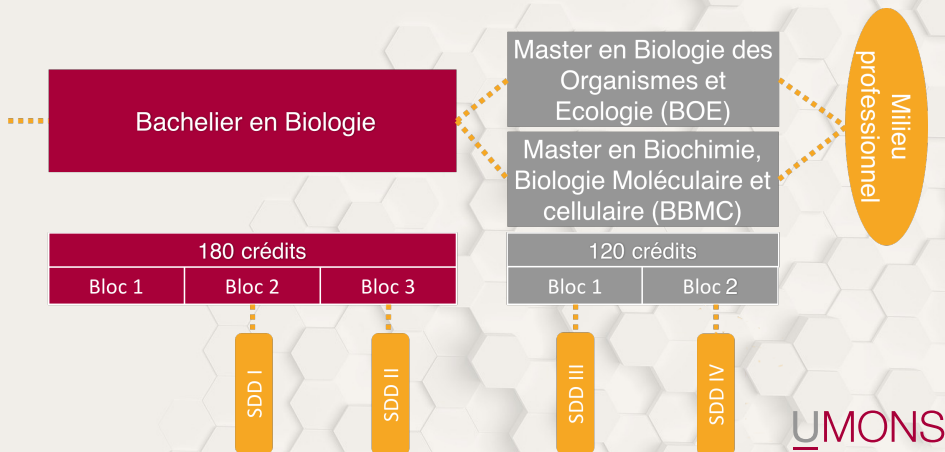 Bachelier en Biologie
Master en Biologie des
Organismes et
Ecologie (BOE)
Master en Biochimie,
Biologie Moléculaire et
cellulaire (BBMC)
Milieu
professionnel
180 crédits
Bloc 1
Bloc 2
Bloc 3
120 crédits
Bloc 1
Bloc 2
SDD I
SDD II
SDD III
SDD IV
UMONS